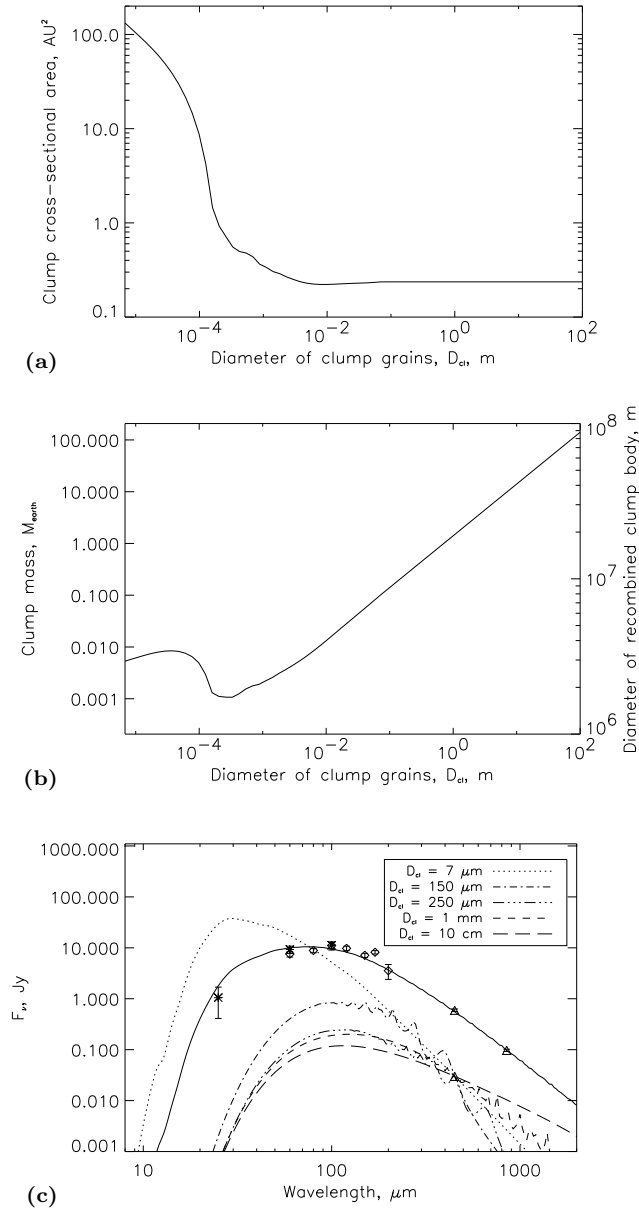 100.0
10.0
1.0
0.1
Clump cross-sectional area, AU²
10⁻⁴ 10⁻² 10⁰ 10²
Diameter of clump grains, D_cl, m
(a)
100.000
10.000
1.000
0.100
0.010
0.001
Clump mass, M_earth
10⁸
10⁷
10⁶
Diameter of recombined clump body, m
10⁻⁴ 10⁻² 10⁰ 10²
Diameter of clump grains, D_cl, m
(b)
1000.000
100.000
10.000
1.000
0.100
0.010
0.001
F_ν, Jy
D_cl = 7 μm
D_cl = 150 μm
D_cl = 250 μm
D_cl = 1 mm
D_cl = 10 cm
10 100 1000
Wavelength, μm
(c)